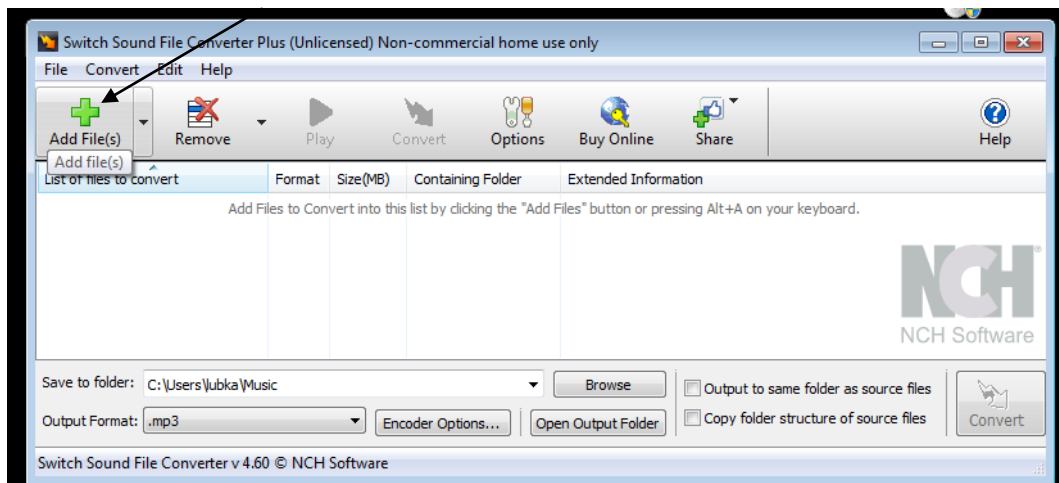 Switch Sound File Converter Plus (Unlicensed) Non-commercial home use only
File Convert Edit Help
Add File(s) Remove Play Convert Options Buy Online Share Help
Add file(s)
List of files to convert Format Size(MB) Containing Folder Extended Information
Add Files to Convert into this list by clicking the "Add Files" button or pressing Alt+A on your keyboard.
NCH
NCH Software
Save to folder: C:\Users\lubka\Music Browse Output to same folder as source files
Output Format: .mp3 Encoder Options... Open Output Folder Copy folder structure of source files Convert
Switch Sound File Converter v 4.60 © NCH Software